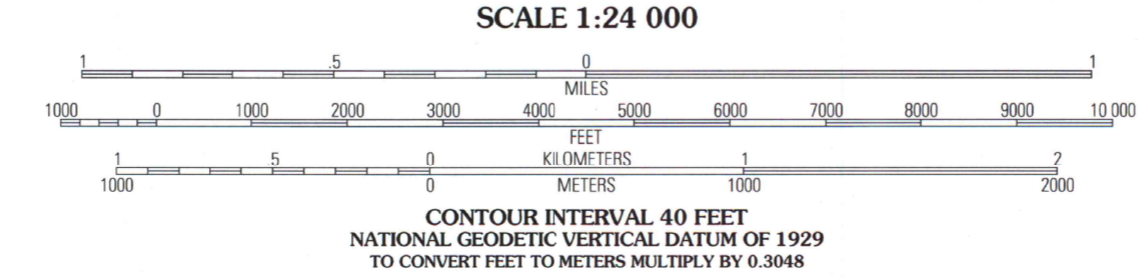 SCALE 1:24 000
1 .5 0 1
MILES
1000 0 1000 2000 3000 4000 5000 6000 7000 8000 9000 10 000
FEET
1 .5 0 KILOMETERS 1 2
1000 0 METERS 1000 2000
CONTOUR INTERVAL 40 FEET
NATIONAL GEODETIC VERTICAL DATUM OF 1929
TO CONVERT FEET TO METERS MULTIPLY BY 0.3048